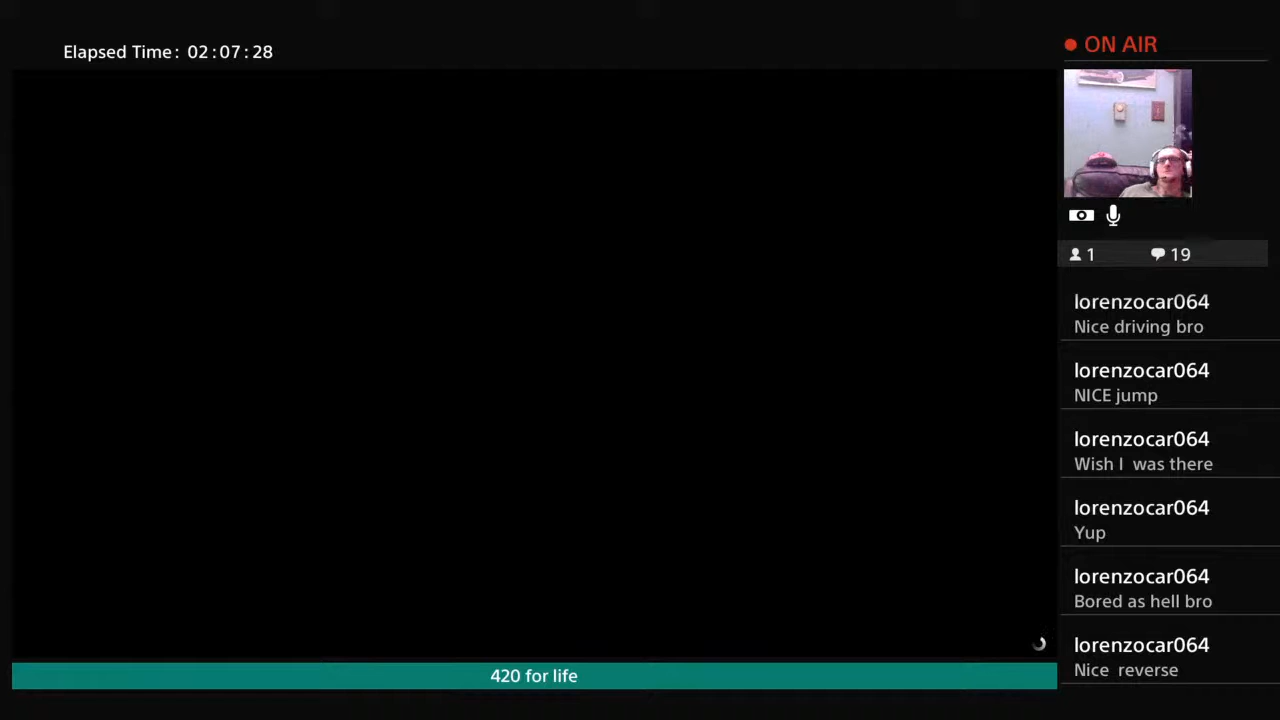 Elapsed Time: 02:07:28
ON AIR
1 19
lorenzocar064
Nice driving bro
lorenzocar064
NICE jump
lorenzocar064
Wish I was there
lorenzocar064
Yup
lorenzocar064
Bored as hell bro
lorenzocar064
Nice reverse
420 for life